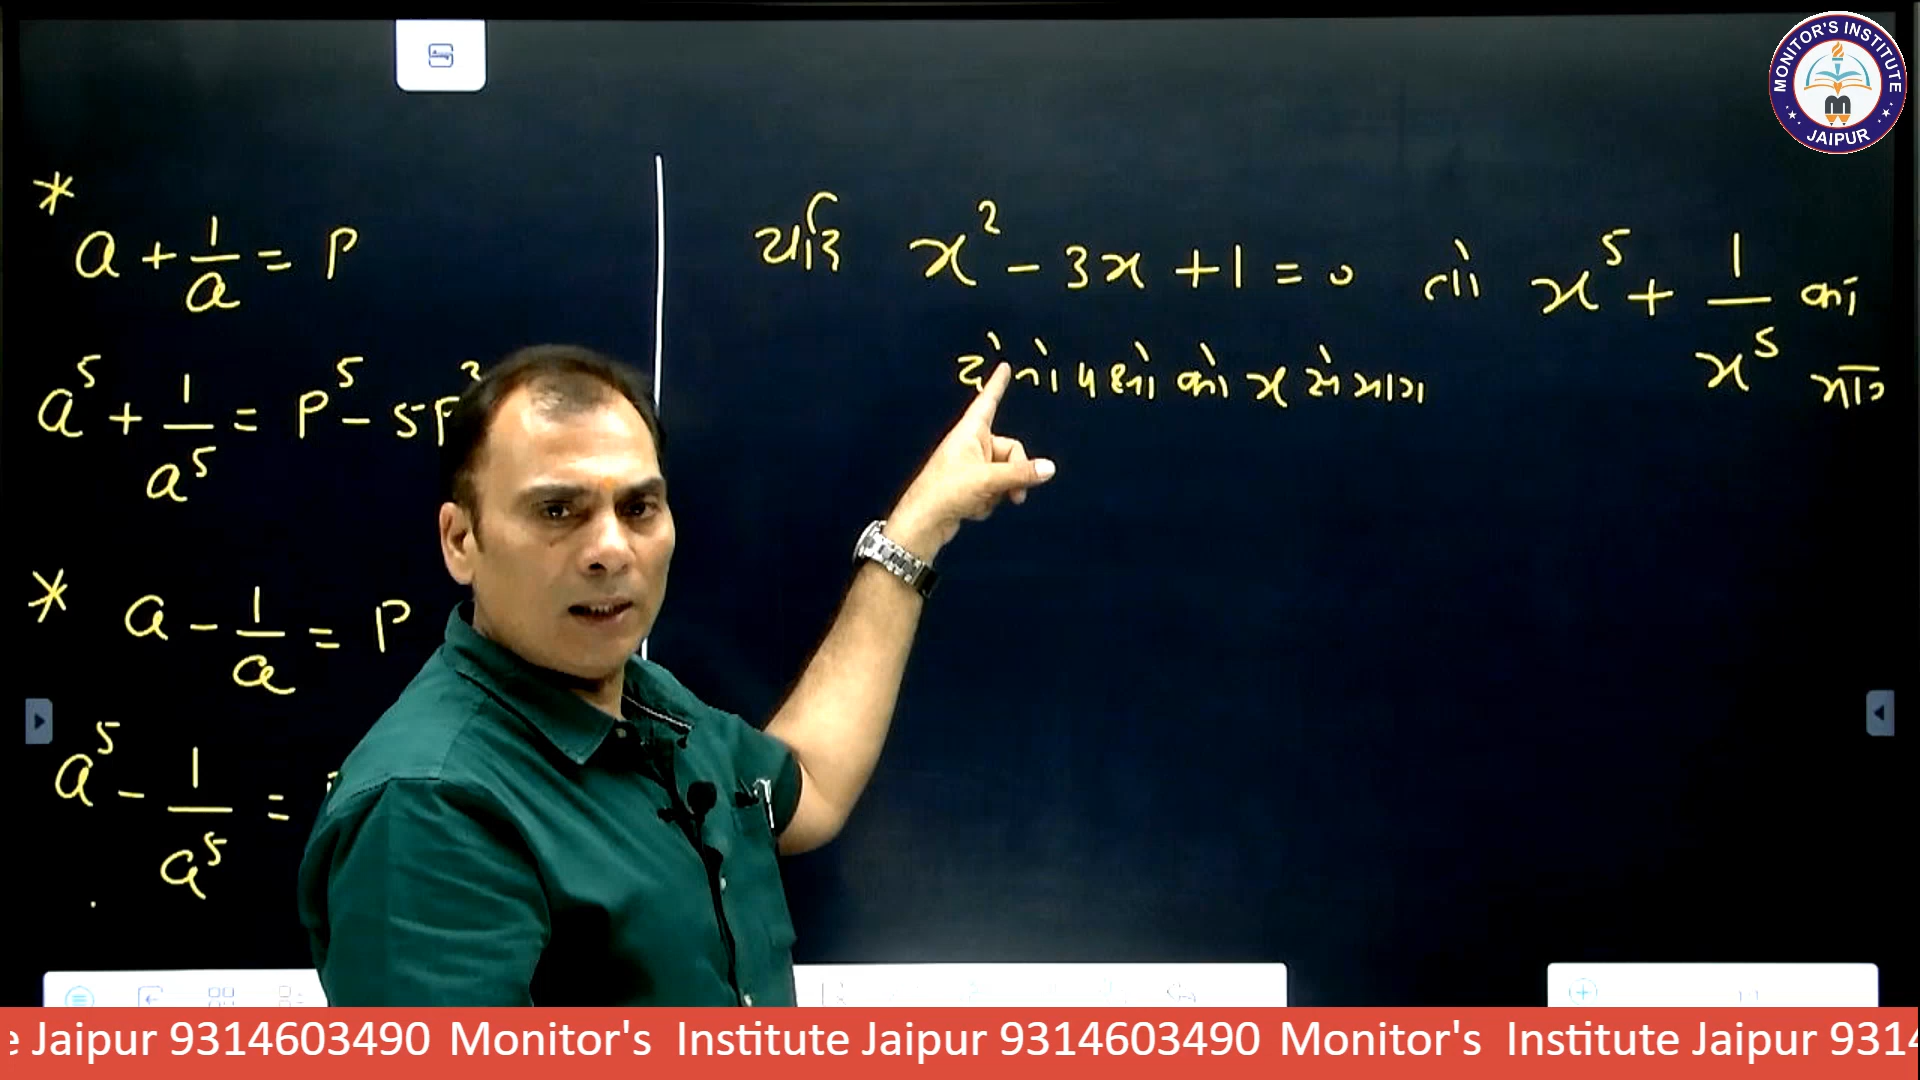 MONITOR'S INSTITUTE
M
JAIPUR
* a + 1/a = P
a⁵ + 1/a⁵ = P⁵ - 5P³
* a - 1/a = P
a⁵ - 1/a⁵ =
यदि x² - 3x + 1 = 0 तो x⁵ + 1/x⁵ का
मान
दोनों पक्षों को x से भाग
e Jaipur 9314603490 Monitor's Institute Jaipur 9314603490 Monitor's Institute Jaipur 9314